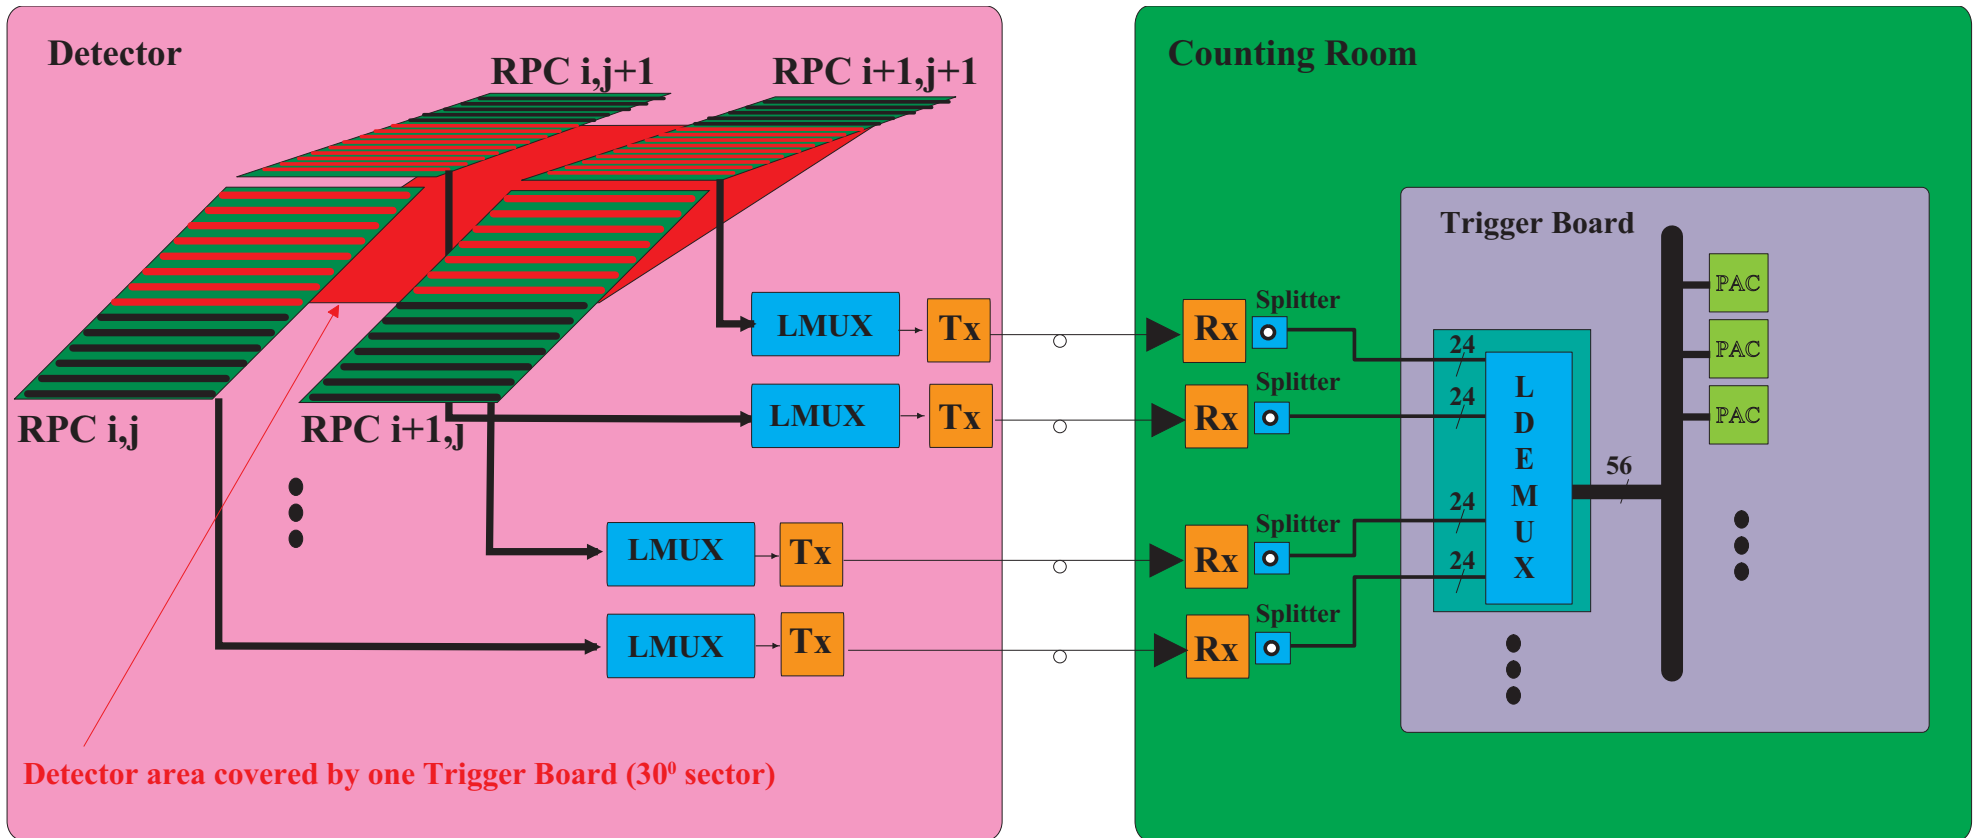 Detector
RPC i,j+1
RPC i+1,j+1
RPC i,j
RPC i+1,j
LMUX
Tx
LMUX
Tx
LMUX
Tx
LMUX
Tx
Detector area covered by one Trigger Board (30⁰ sector)
Counting Room
Rx
Splitter
Rx
Splitter
Rx
Splitter
Rx
Splitter
Trigger Board
24
24
24
24
L
D
E
M
U
X
56
PAC
PAC
PAC